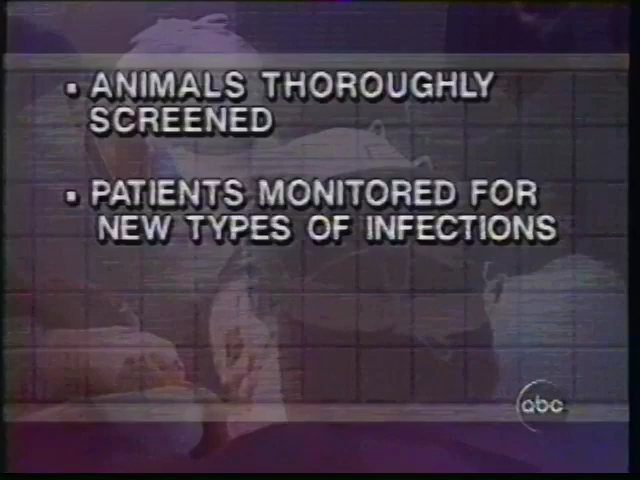 ▪ ANIMALS THOROUGHLY
SCREENED
▪ PATIENTS MONITORED FOR
NEW TYPES OF INFECTIONS
abc